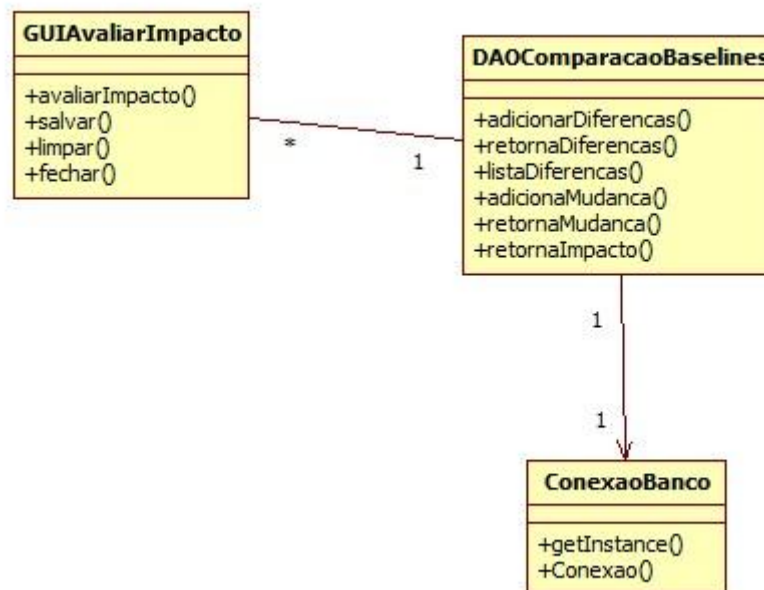 GUIAvaliarImpacto
+avaliarImpacto()
+salvar()
+limpar()
+fechar()
*
1
DAOComparacaoBaselines
+adicionarDiferencas()
+retornaDiferencas()
+listaDiferencas()
+adicionaMudanca()
+retornaMudanca()
+retornaImpacto()
1
1
ConexaoBanco
+getInstance()
+Conexao()